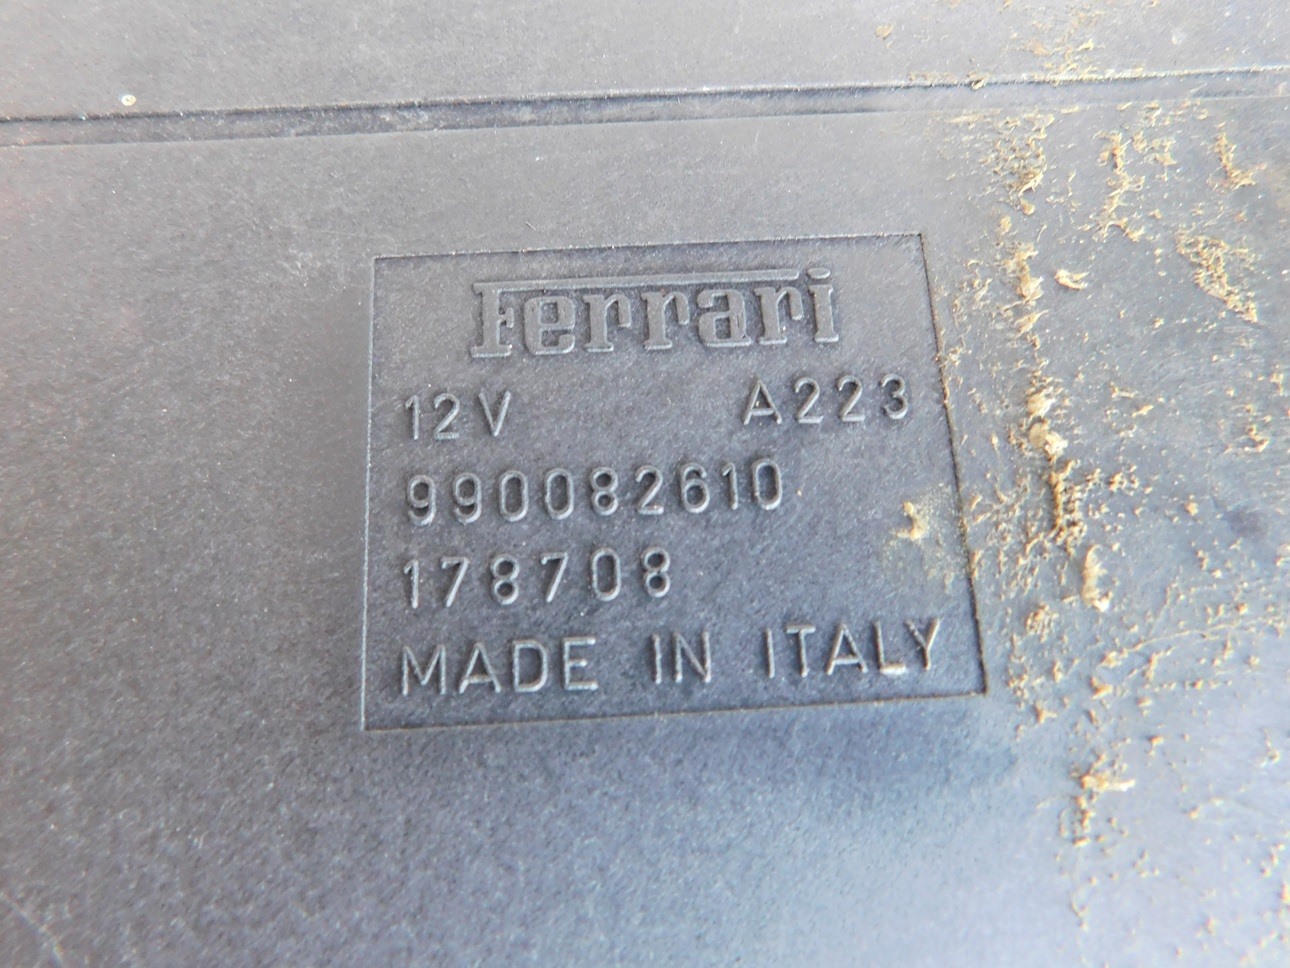 Ferrari
12V A223
990082610
178708
MADE IN ITALY